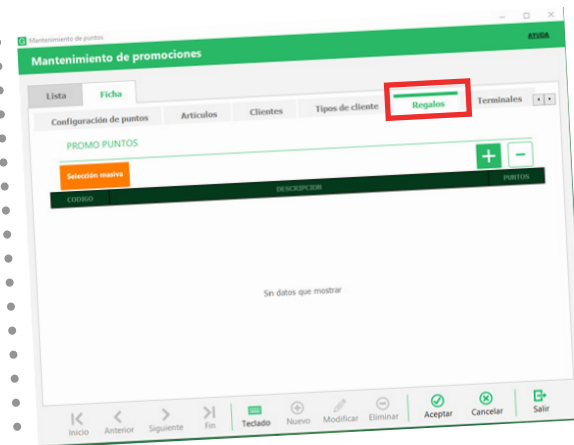 Mantenimiento de puntos
Mantenimiento de promociones
AYUDA
Lista Ficha
Configuración de puntos Artículos Clientes Tipos de cliente Regalos Terminales
PROMO PUNTOS
Selección masiva
CODIGO DESCRIPCION PUNTOS
Sin datos que mostrar
Inicio Anterior Siguiente Fin Teclado Nuevo Modificar Eliminar Aceptar Cancelar Salir